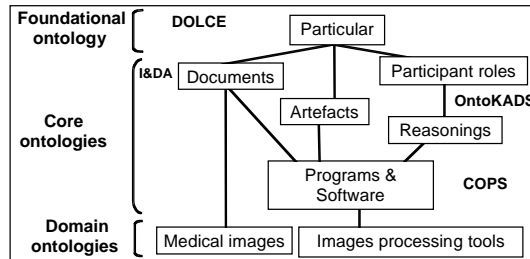 Foundational
ontology
DOLCE
Particular
I&DA
Documents
Participant roles
Artefacts
OntoKADS
Core
ontologies
Reasonings
Programs &
Software
COPS
Domain
ontologies
Medical images
Images processing tools